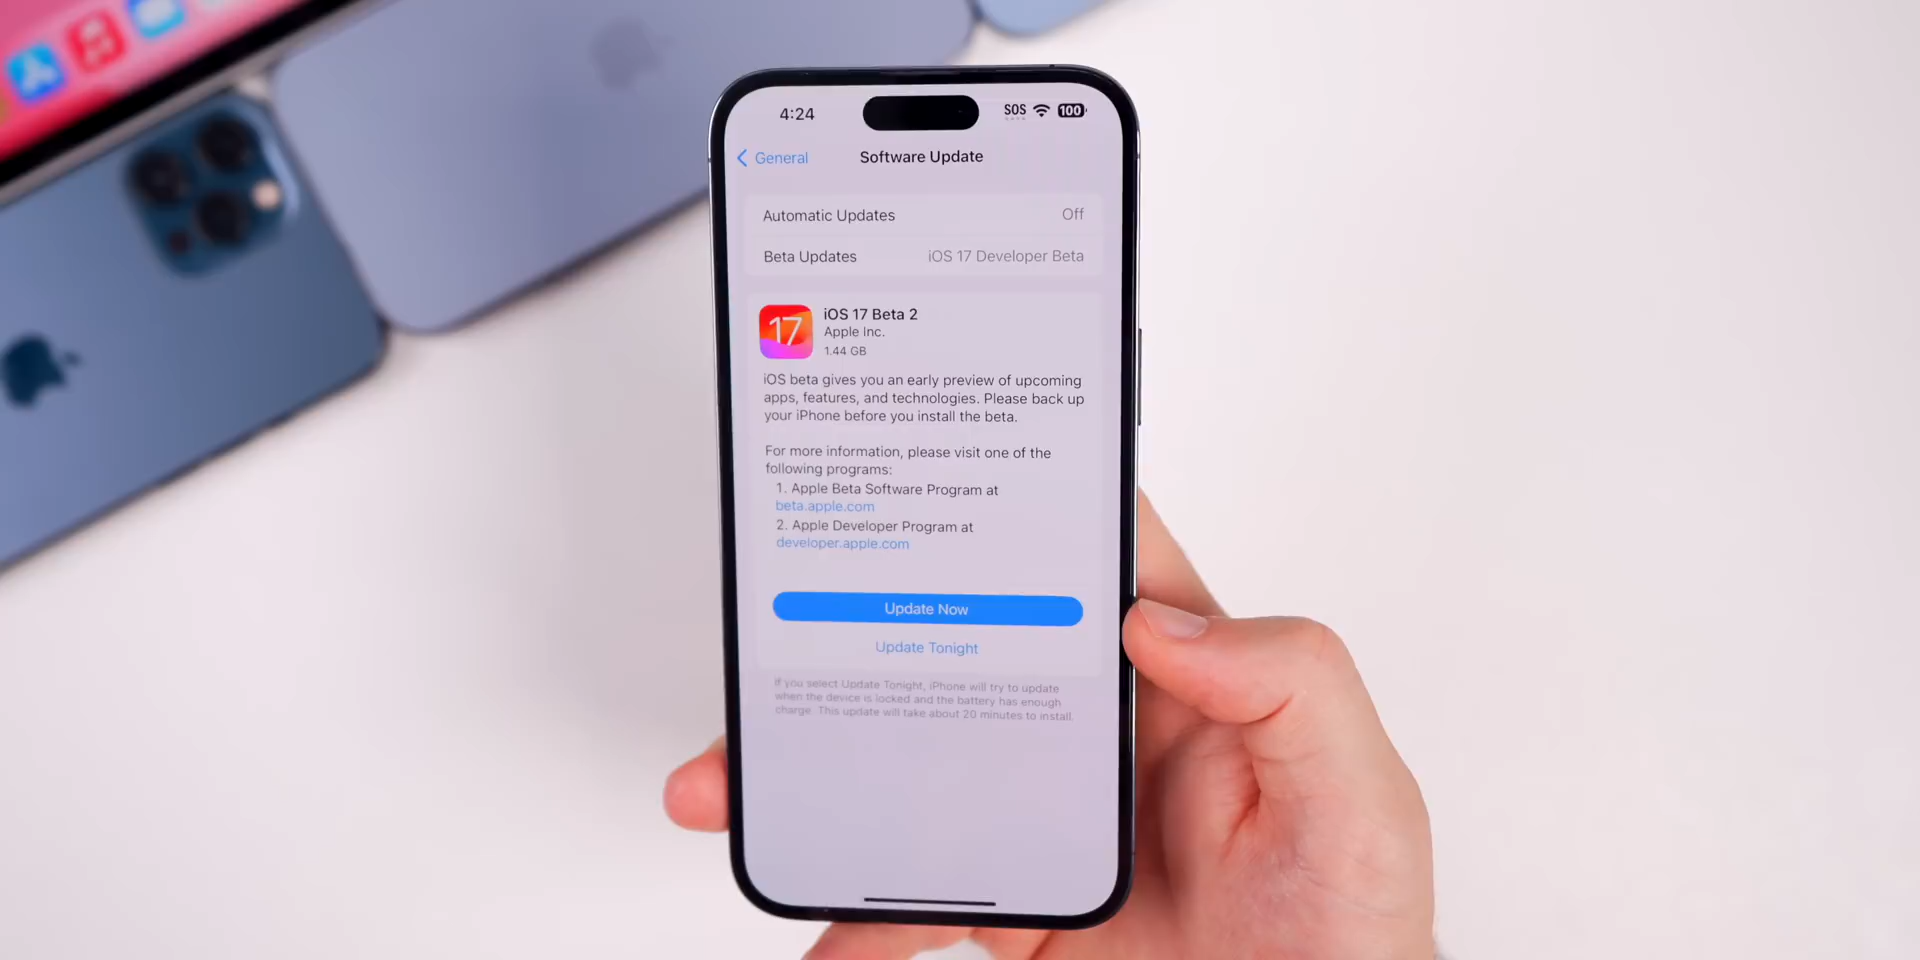 4:24
SOS 100
General
Software Update
Automatic Updates Off
Beta Updates iOS 17 Developer Beta
17
iOS 17 Beta 2
Apple Inc.
1.44 GB
iOS beta gives you an early preview of upcoming
apps, features, and technologies. Please back up
your iPhone before you install the beta.
For more information, please visit one of the
following programs:
1. Apple Beta Software Program at
beta.apple.com
2. Apple Developer Program at
developer.apple.com
Update Now
Update Tonight
If you select Update Tonight, iPhone will try to update
when the device is locked and the battery has enough
charge. This update will take about 20 minutes to install.